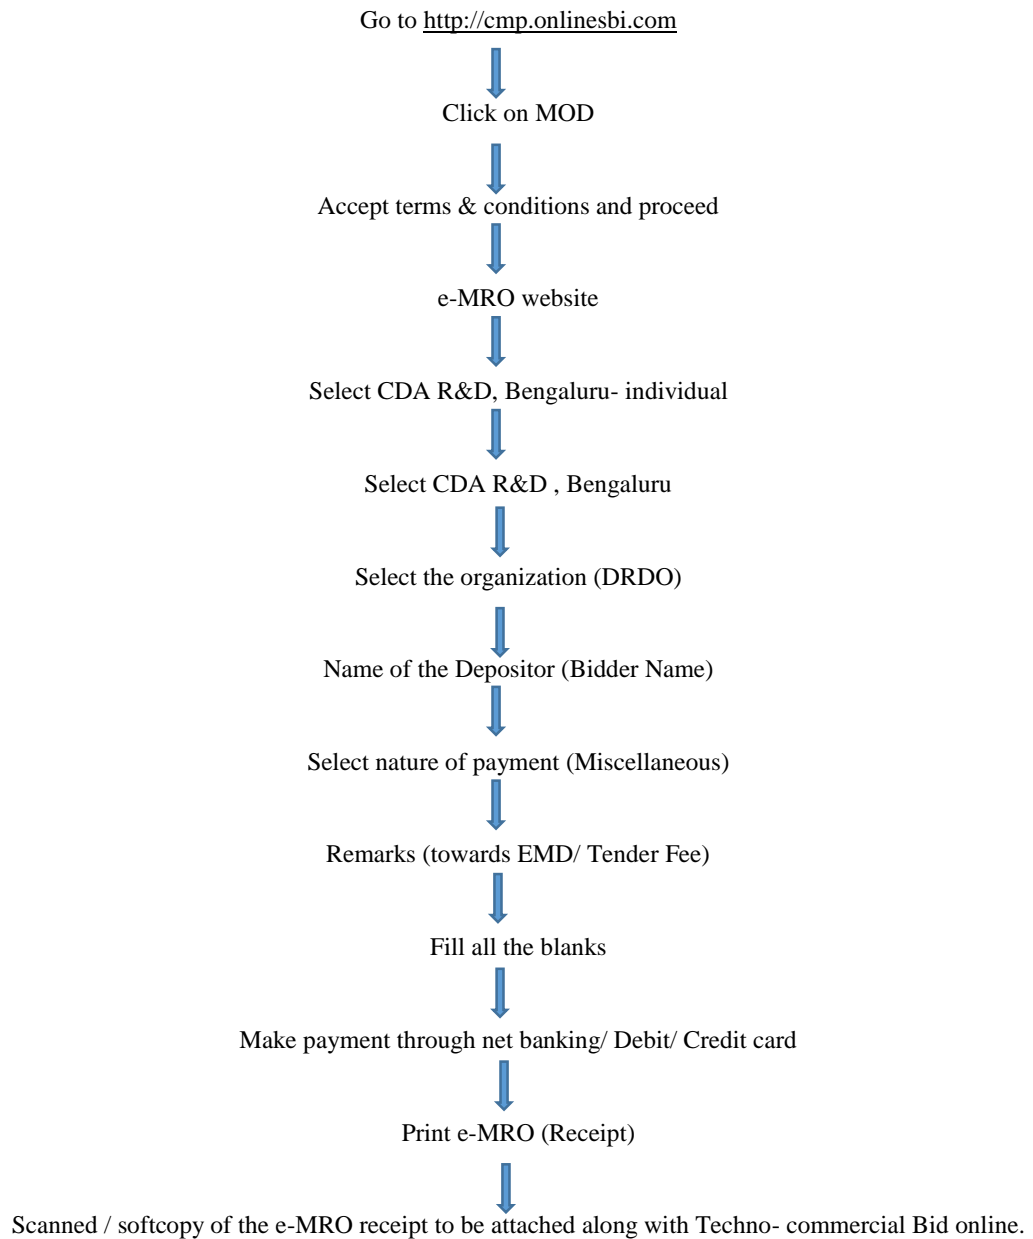 Go to http://cmp.onlinesbi.com
Click on MOD
Accept terms & conditions and proceed
e-MRO website
Select CDA R&D, Bengaluru- individual
Select CDA R&D , Bengaluru
Select the organization (DRDO)
Name of the Depositor (Bidder Name)
Select nature of payment (Miscellaneous)
Remarks (towards EMD/ Tender Fee)
Fill all the blanks
Make payment through net banking/ Debit/ Credit card
Print e-MRO (Receipt)
Scanned / softcopy of the e-MRO receipt to be attached along with Techno- commercial Bid online.